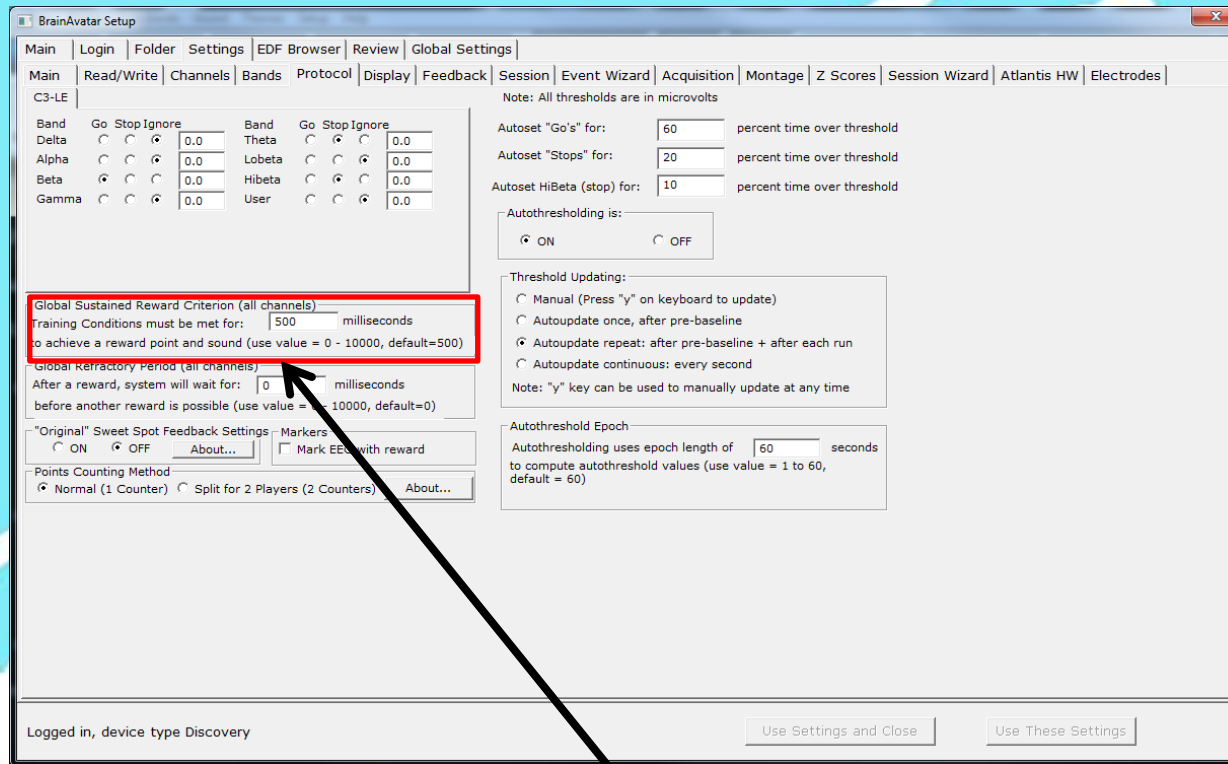 BrainAvatar Setup
Main Login Folder Settings EDF Browser Review Global Settings
Main Read/Write Channels Bands Protocol Display Feedback Session Event Wizard Acquisition Montage Z Scores Session Wizard Atlantis HW Electrodes
C3-LE
Band Go Stop Ignore Band Go Stop Ignore
Delta 0.0 Theta 0.0
Alpha 0.0 Lobeta 0.0
Beta 0.0 Hibeta 0.0
Gamma 0.0 User 0.0
Global Sustained Reward Criterion (all channels)
Training Conditions must be met for: 500 milliseconds
to achieve a reward point and sound (use value = 0 - 10000, default=500)
Global Refractory Period (all channels)
After a reward, system will wait for: 0 milliseconds
before another reward is possible (use value = 0 - 10000, default=0)
"Original" Sweet Spot Feedback Settings
ON OFF About...
Markers
Mark EEG with reward
Points Counting Method
Normal (1 Counter) Split for 2 Players (2 Counters) About...
Note: All thresholds are in microvolts
Autoset "Go's" for: 60 percent time over threshold
Autoset "Stops" for: 20 percent time over threshold
Autoset HiBeta (stop) for: 10 percent time over threshold
Autothresholding is:
ON OFF
Threshold Updating:
Manual (Press "y" on keyboard to update)
Autoupdate once, after pre-baseline
Autoupdate repeat: after pre-baseline + after each run
Autoupdate continuous: every second
Note: "y" key can be used to manually update at any time
Autothreshold Epoch
Autothresholding uses epoch length of 60 seconds
to compute autothreshold values (use value = 1 to 60,
default = 60)
Logged in, device type Discovery
Use Settings and Close
Use These Settings